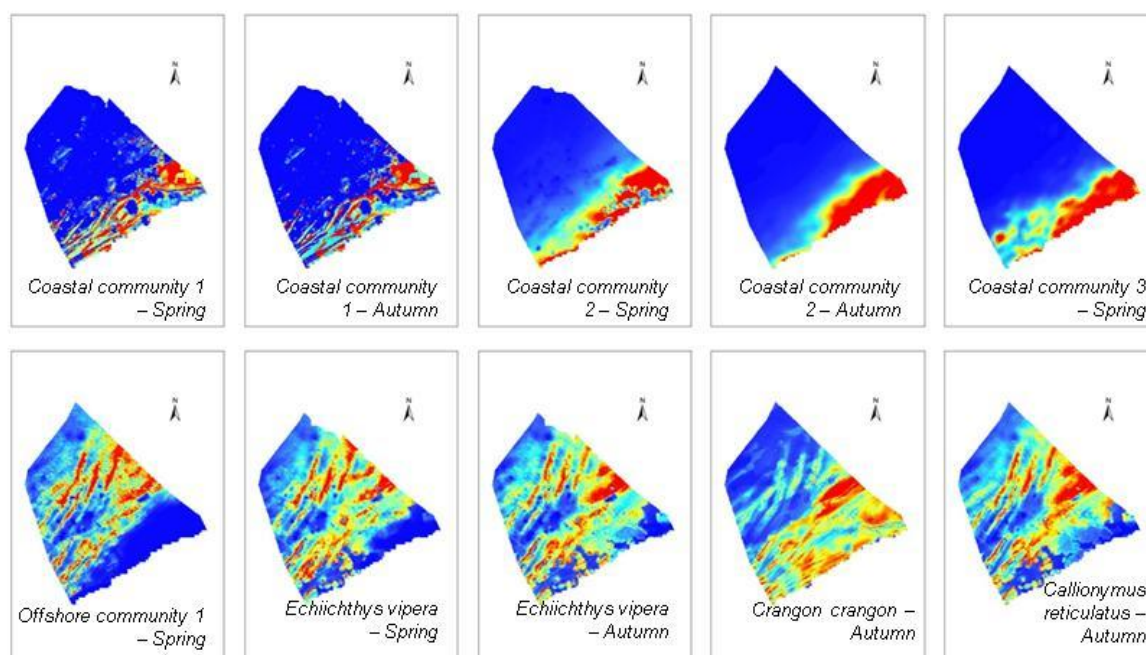 N
N
N
N
N
Coastal community 1
– Spring
Coastal community
1 – Autumn
Coastal community
2 – Spring
Coastal community
2 – Autumn
Coastal community 3
– Spring
N
N
N
N
N
Offshore community 1
– Spring
Echiichthys vipera
– Spring
Echiichthys vipera
– Autumn
Crangon crangon –
Autumn
Callionymus
reticulatus –
Autumn